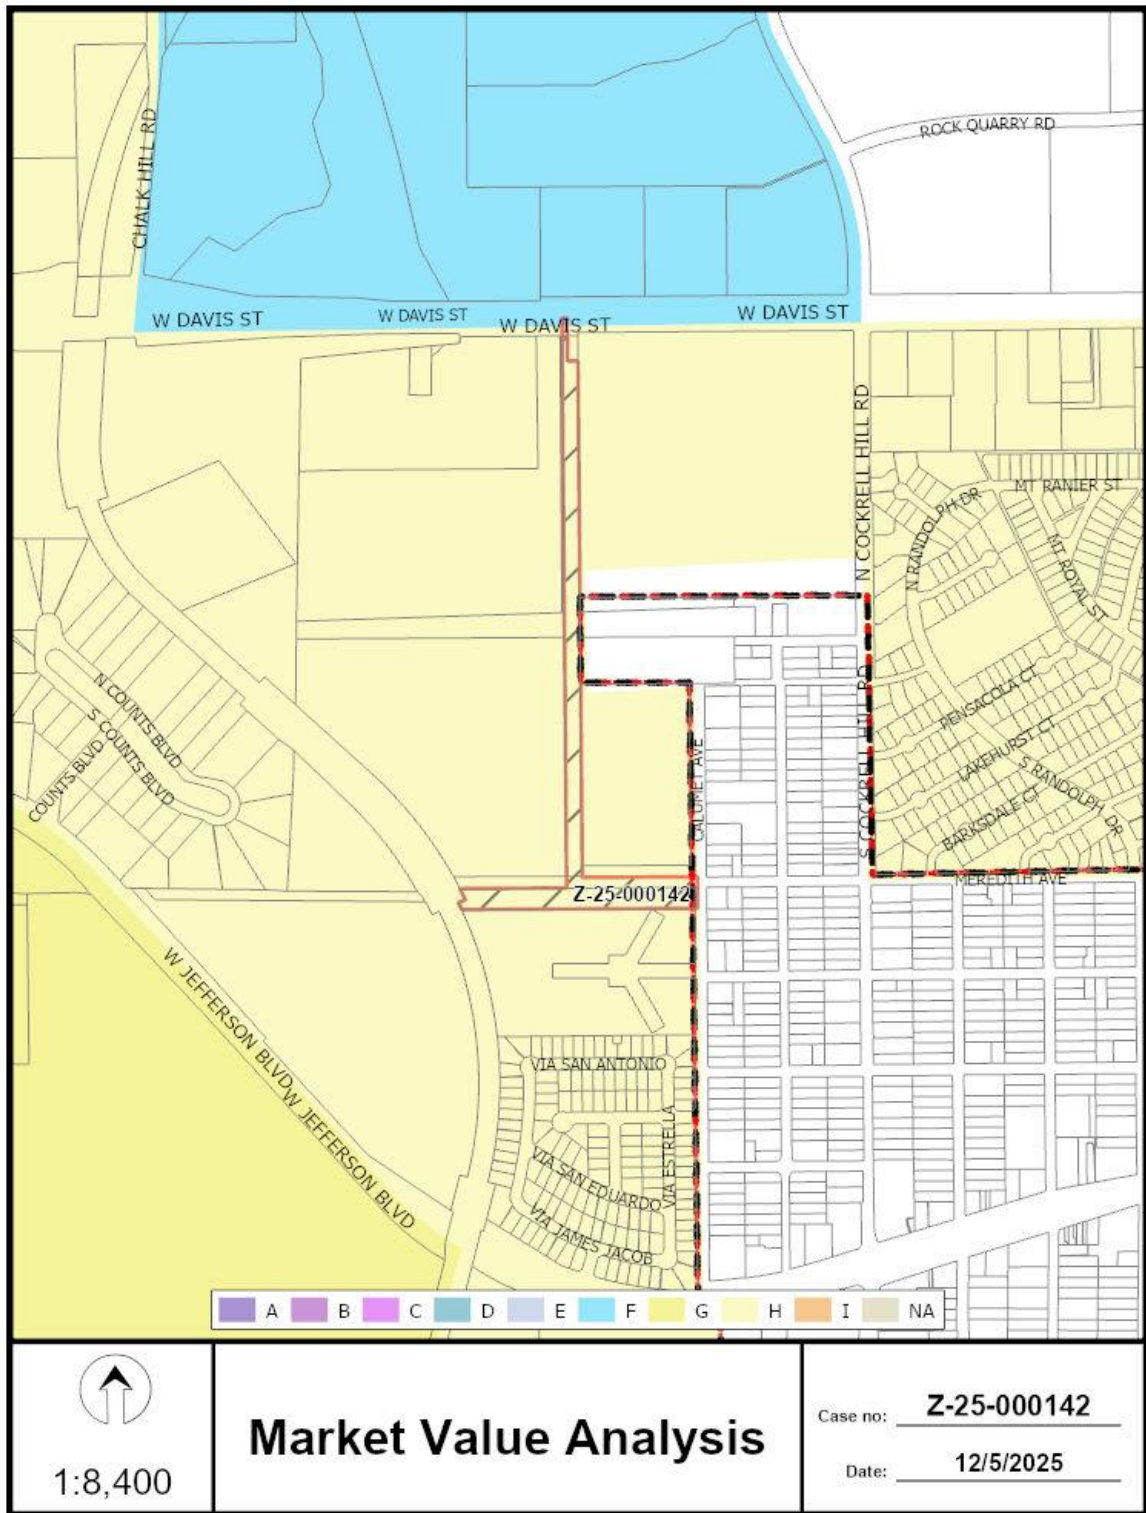 ROCK QUARRY RD
CHALK HILL RD
W DAVIS ST
W DAVIS ST
W DAVIS ST
W DAVIS ST
N COCKRELL HILL RD
MT RANIER ST
N RANDOLPH DR
MT ROYAL ST
PENSACOLA CT
LAKEHURST CT
S RANDOLPH DR
BARKSDALE CT
N COUNTS BLVD
S COUNTS BLVD
COUNTS BLVD
CALUMET AVE
S COCKRELL HILL RD
MEREDITH AVE
Z-25-000142
W JEFFERSON BLVD
W JEFFERSON BLVD
VIA SAN ANTONIO
VIA ESTRELLA
VIA SAN EDUARDO
VIA JAMES JACOB
A B C D E F G H I NA
1:8,400
Market Value Analysis
Case no: Z-25-000142
Date: 12/5/2025